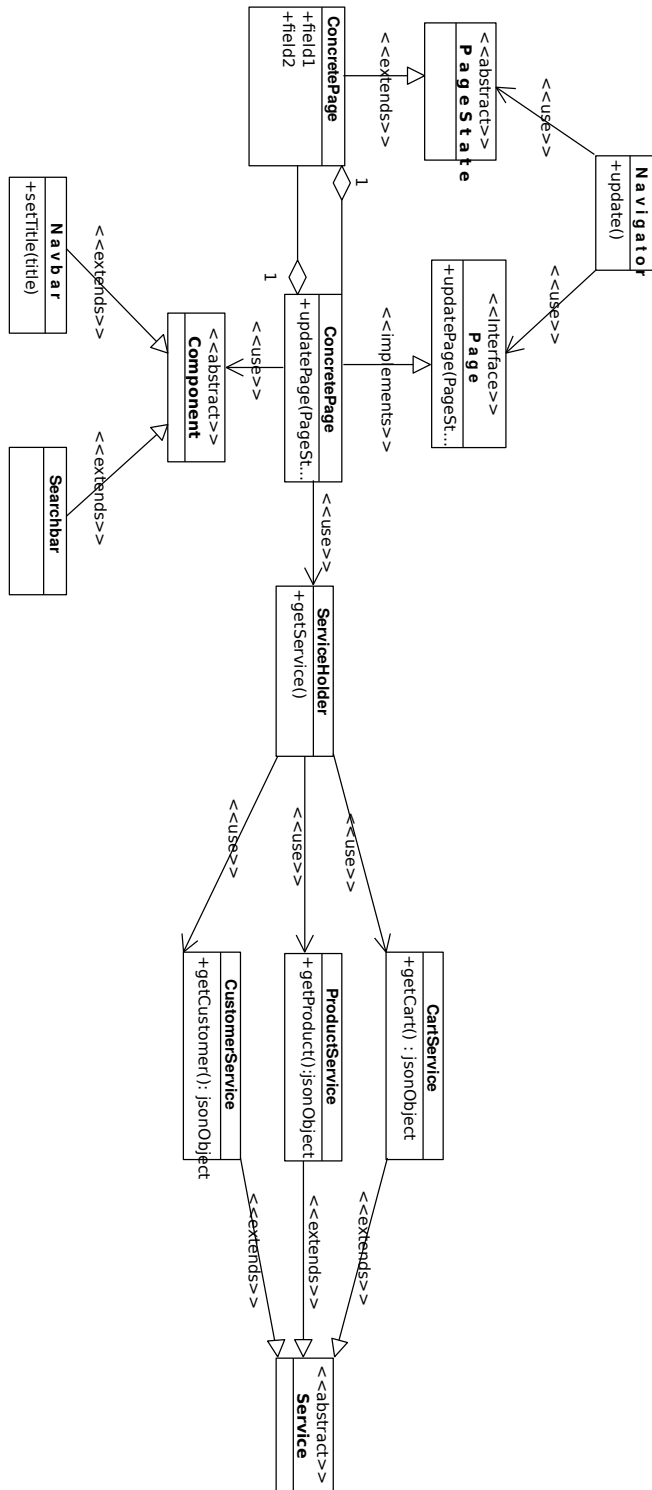 Navigator
+update()
<<use>>
<<use>>
<<abstract>>
PageState
<<Interface>>
Page
+updatePage(PageSt...
<<extends>>
<<implements>>
ConcretePage
+field1
+field2
1
1
ConcretePage
+updatePage(PageSt...
<<use>>
ServiceHolder
+getService()
<<use>>
<<use>>
<<use>>
CartService
+getCart() : jsonObject
ProductService
+getProduct():jsonObject
CustomerService
+getCustomer(): jsonObject
<<extends>>
<<extends>>
<<extends>>
<<abstract>>
Service
<<use>>
<<abstract>>
Component
<<extends>>
<<extends>>
Navbar
+setTitle(title)
Searchbar